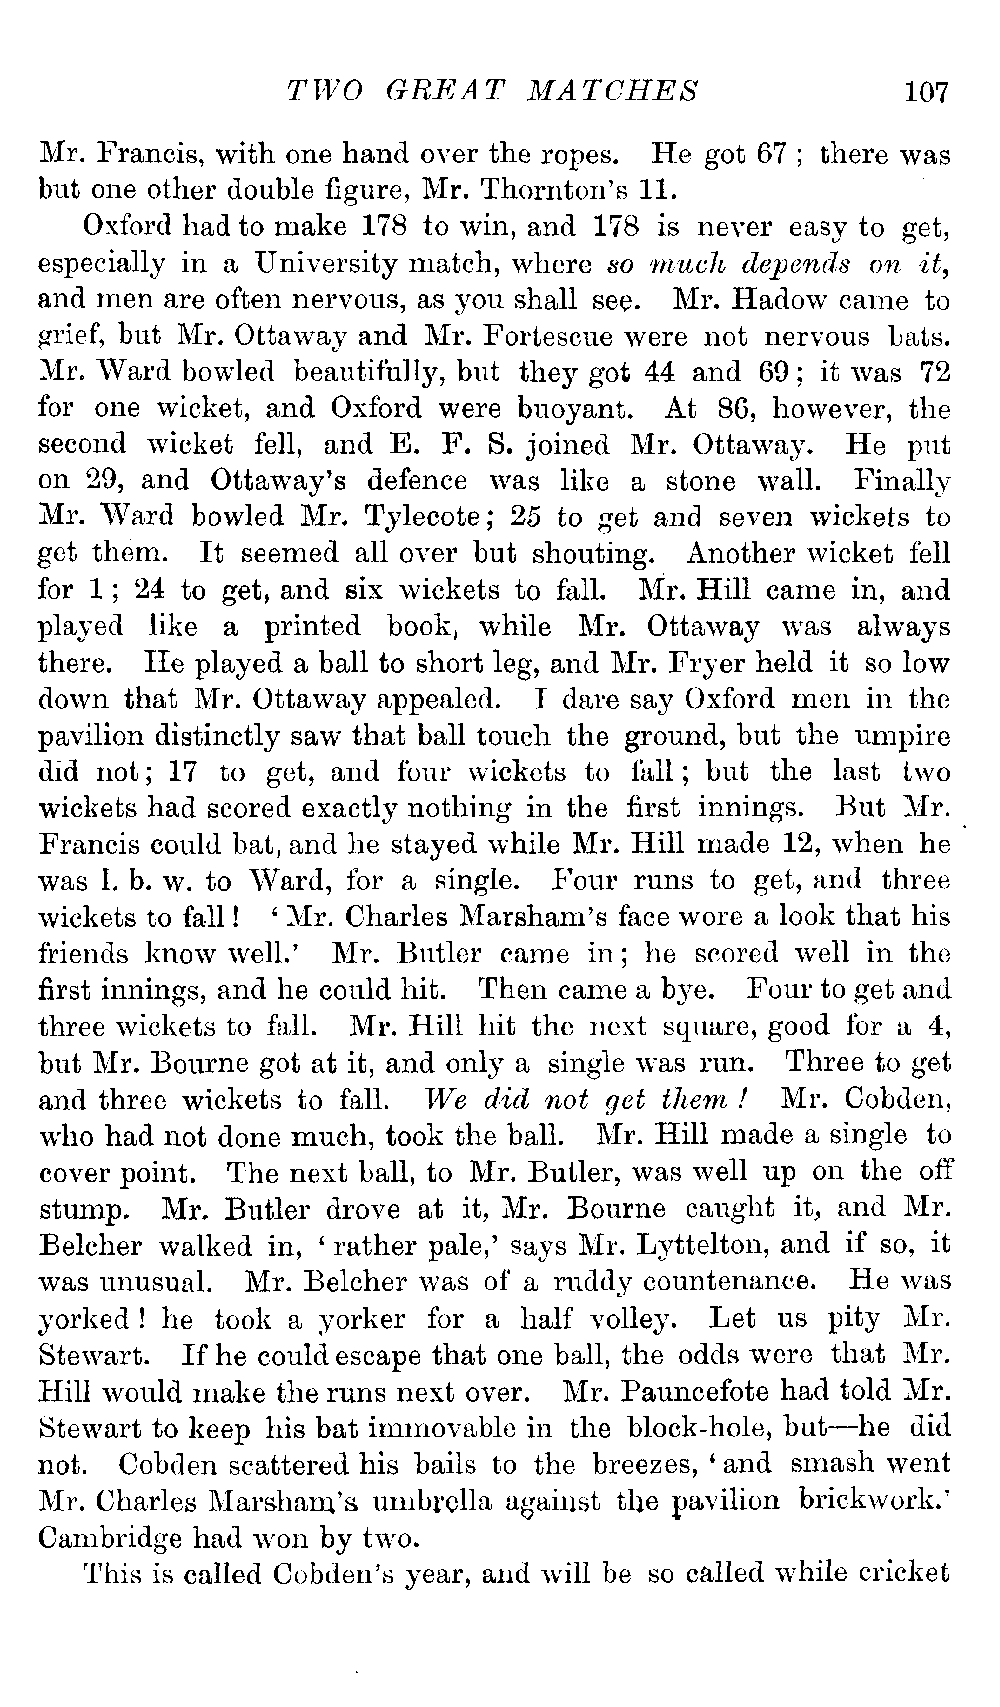 TWO GREAT MATCHES 107
Mr. Francis, with one hand over the ropes. He got 67 ; there was
but one other double figure, Mr. Thornton's 11.
Oxford had to make 178 to win, and 178 is never easy to get,
especially in a University match, where so much depends on it,
and men are often nervous, as you shall see. Mr. Hadow came to
grief, but Mr. Ottaway and Mr. Fortescue were not nervous bats.
Mr. Ward bowled beautifully, but they got 44 and 69 ; it was 72
for one wicket, and Oxford were buoyant. At 86, however, the
second wicket fell, and E. F. S. joined Mr. Ottaway. He put
on 29, and Ottaway's defence was like a stone wall. Finally
Mr. Ward bowled Mr. Tylecote ; 25 to get and seven wickets to
get them. It seemed all over but shouting. Another wicket fell
for 1 ; 24 to get, and six wickets to fall. Mr. Hill came in, and
played like a printed book, while Mr. Ottaway was always
there. He played a ball to short leg, and Mr. Fryer held it so low
down that Mr. Ottaway appealed. I dare say Oxford men in the
pavilion distinctly saw that ball touch the ground, but the umpire
did not ; 17 to get, and four wickets to fall ; but the last two
wickets had scored exactly nothing in the first innings. But Mr.
Francis could bat, and he stayed while Mr. Hill made 12, when he
was l. b. w. to Ward, for a single. Four runs to get, and three
wickets to fall ! ' Mr. Charles Marsham's face wore a look that his
friends know well.' Mr. Butler came in ; he scored well in the
first innings, and he could hit. Then came a bye. Four to get and
three wickets to fall. Mr. Hill hit the next square, good for a 4,
but Mr. Bourne got at it, and only a single was run. Three to get
and three wickets to fall. We did not get them ! Mr. Cobden,
who had not done much, took the ball. Mr. Hill made a single to
cover point. The next ball, to Mr. Butler, was well up on the off
stump. Mr. Butler drove at it, Mr. Bourne caught it, and Mr.
Belcher walked in, ' rather pale,' says Mr. Lyttelton, and if so, it
was unusual. Mr. Belcher was of a ruddy countenance. He was
yorked ! he took a yorker for a half volley. Let us pity Mr.
Stewart. If he could escape that one ball, the odds were that Mr.
Hill would make the runs next over. Mr. Pauncefote had told Mr.
Stewart to keep his bat immovable in the block-hole, but—he did
not. Cobden scattered his bails to the breezes, ' and smash went
Mr. Charles Marsham's umbrella against the pavilion brickwork.'
Cambridge had won by two.
This is called Cobden's year, and will be so called while cricket